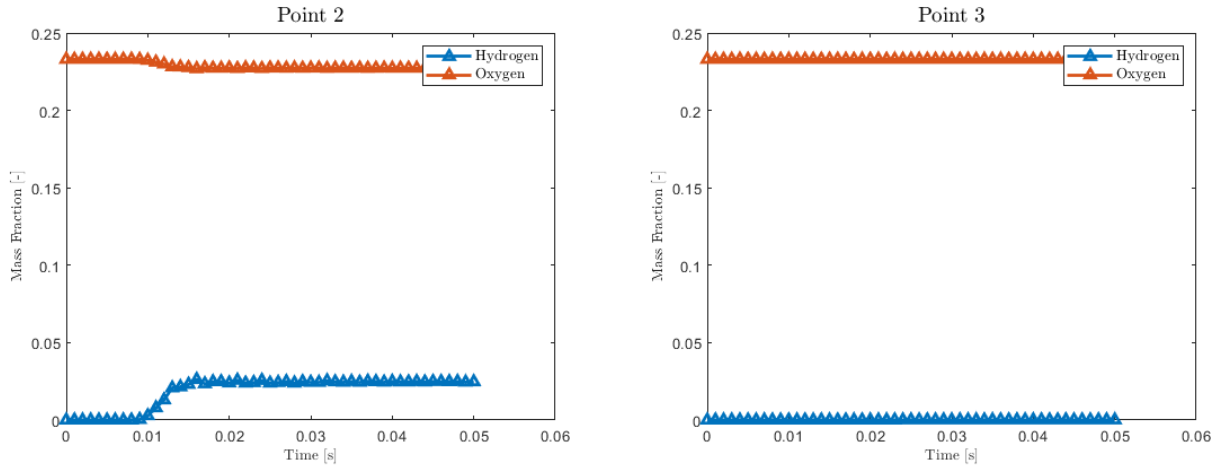 Point 2
0.25
0.2
0.15
0.1
0.05
0
Mass Fraction [-]
Hydrogen
Oxygen
0 0.01 0.02 0.03 0.04 0.05 0.06
Time [s]
Point 3
0.25
0.2
0.15
0.1
0.05
0
Mass Fraction [-]
Hydrogen
Oxygen
0 0.01 0.02 0.03 0.04 0.05 0.06
Time [s]